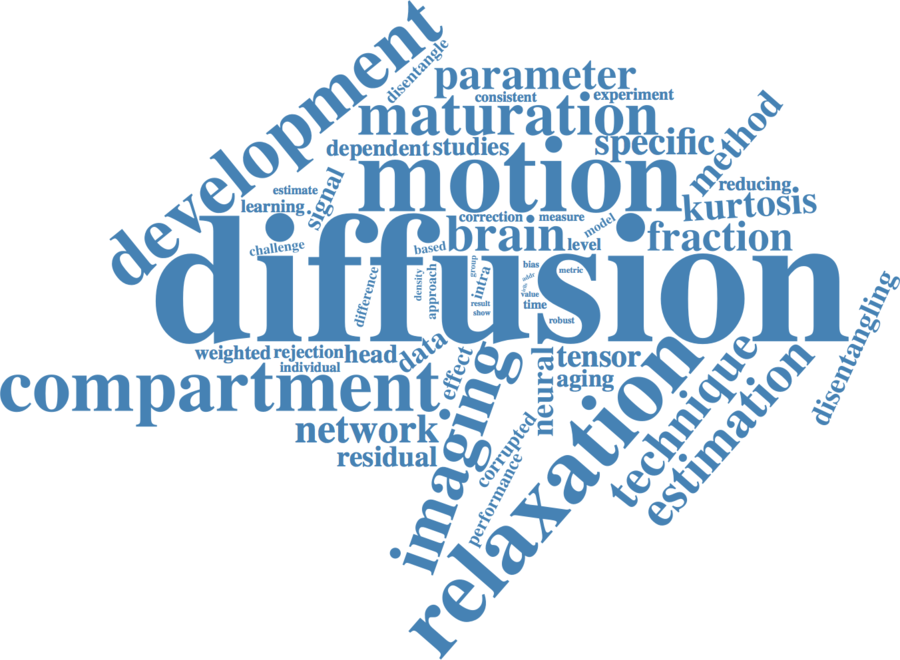 development
disentangle
parameter
consistent
experiment
maturation
dependent
studies
specific
method
motion
reducing
kurtosis
estimate
learning
signal
correction
measure
model
challenge
based
brain
level
fraction
diffusion
difference
density
approach
group
intra
result
show
bias
addr
metric
value
time
robust
disentangling
weighted
rejection
head
individual
data
effect
neural
tensor
aging
compartment
network
residual
imaging
corrupted
performance
relaxation
technique
estimation